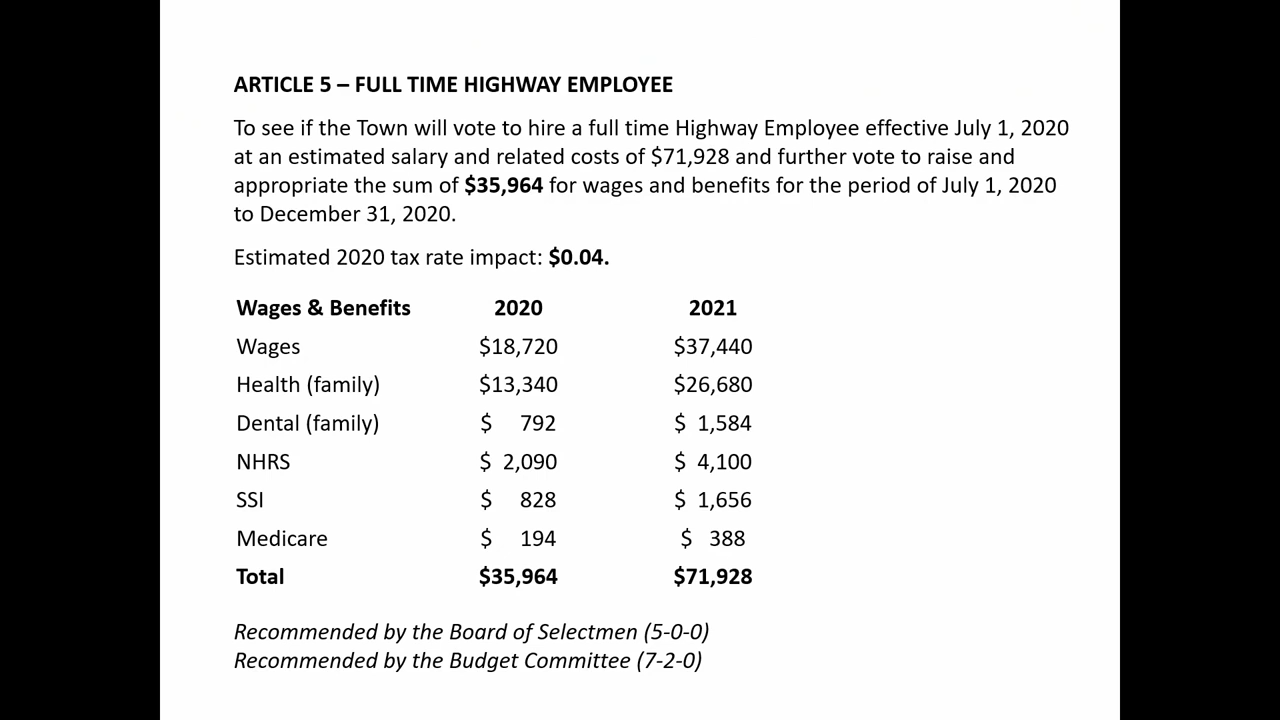 ARTICLE 5 – FULL TIME HIGHWAY EMPLOYEE
To see if the Town will vote to hire a full time Highway Employee effective July 1, 2020
at an estimated salary and related costs of $71,928 and further vote to raise and
appropriate the sum of $35,964 for wages and benefits for the period of July 1, 2020
to December 31, 2020.
Estimated 2020 tax rate impact: $0.04.
Wages & Benefits 2020 2021
Wages $18,720 $37,440
Health (family) $13,340 $26,680
Dental (family) $ 792 $ 1,584
NHRS $ 2,090 $ 4,100
SSI $ 828 $ 1,656
Medicare $ 194 $ 388
Total $35,964 $71,928
Recommended by the Board of Selectmen (5-0-0)
Recommended by the Budget Committee (7-2-0)